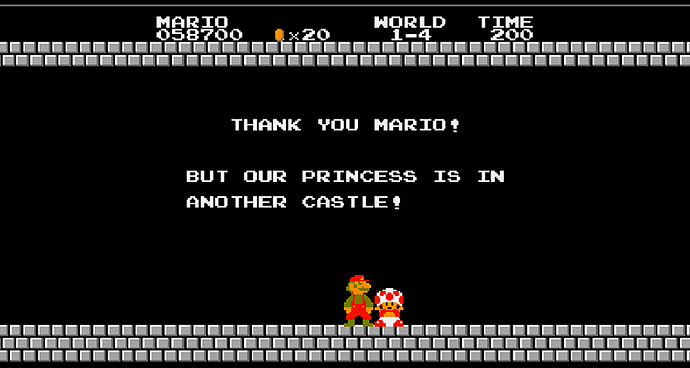 MARIO WORLD TIME
058700 ×20 1-4 200
THANK YOU MARIO!
BUT OUR PRINCESS IS IN
ANOTHER CASTLE!